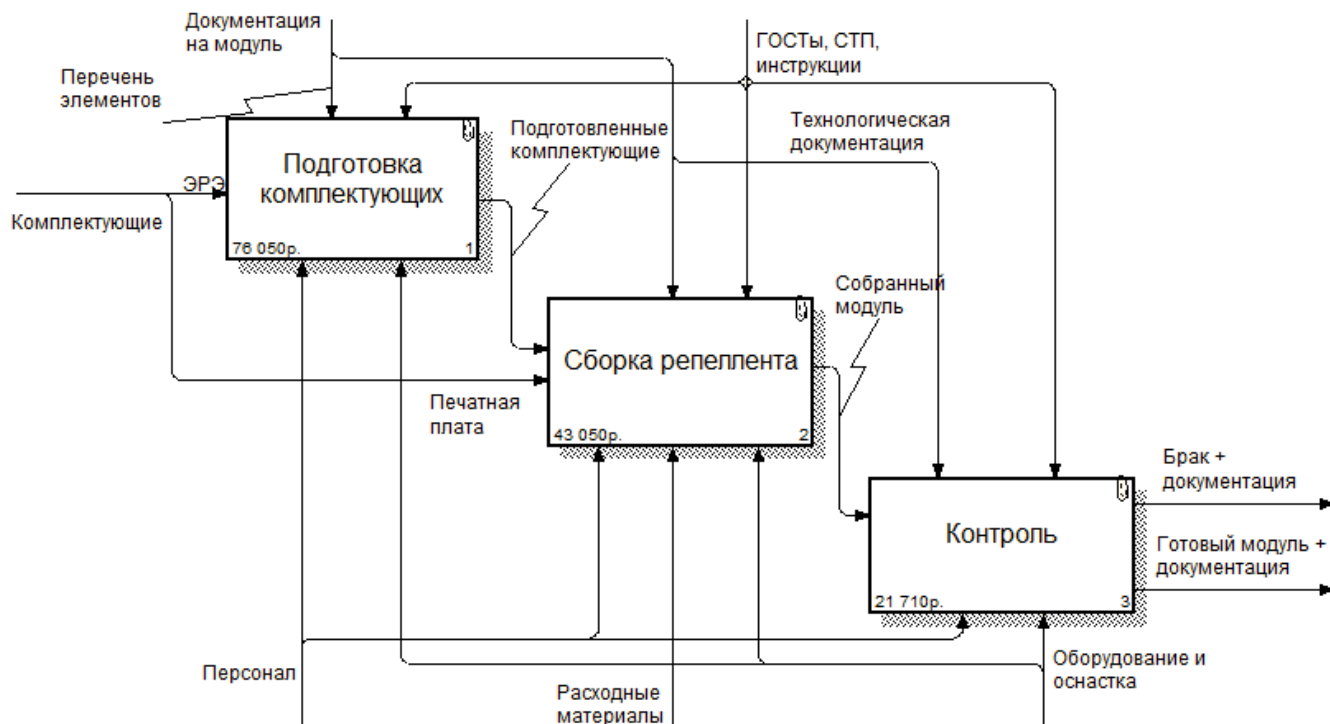 Документация
на модуль
ГОСТы, СТП,
инструкции
Перечень
элементов
Подготовленные
комплектующие
Технологическая
документация
Подготовка
комплектующих
ЭРЭ
Комплектующие
76 050р.
1
Собранный
модуль
Сборка репеллента
Печатная
плата
43 050р.
2
Брак +
документация
Контроль
Готовый модуль +
документация
21 710р.
3
Персонал
Оборудование и
оснастка
Расходные
материалы